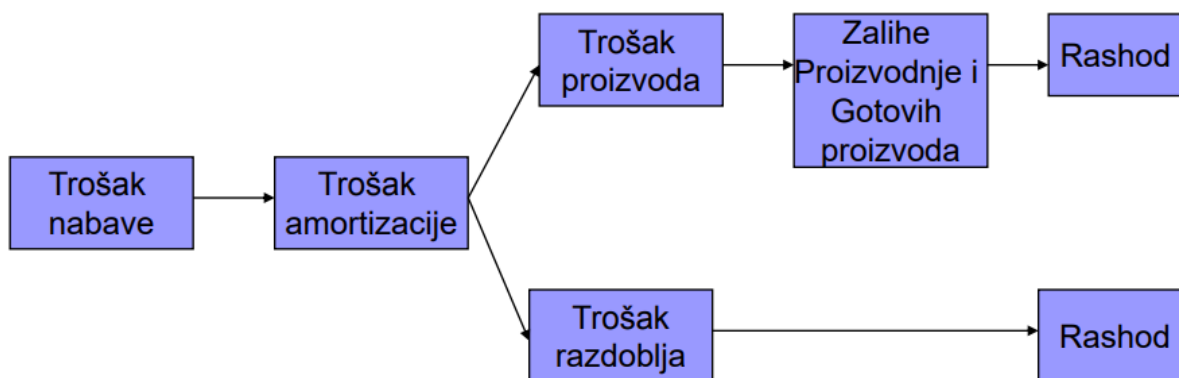 Trošak
nabave
Trošak
amortizacije
Trošak
proizvoda
Zalihe
Proizvodnje i
Gotovih
proizvoda
Rashod
Trošak
razdoblja
Rashod